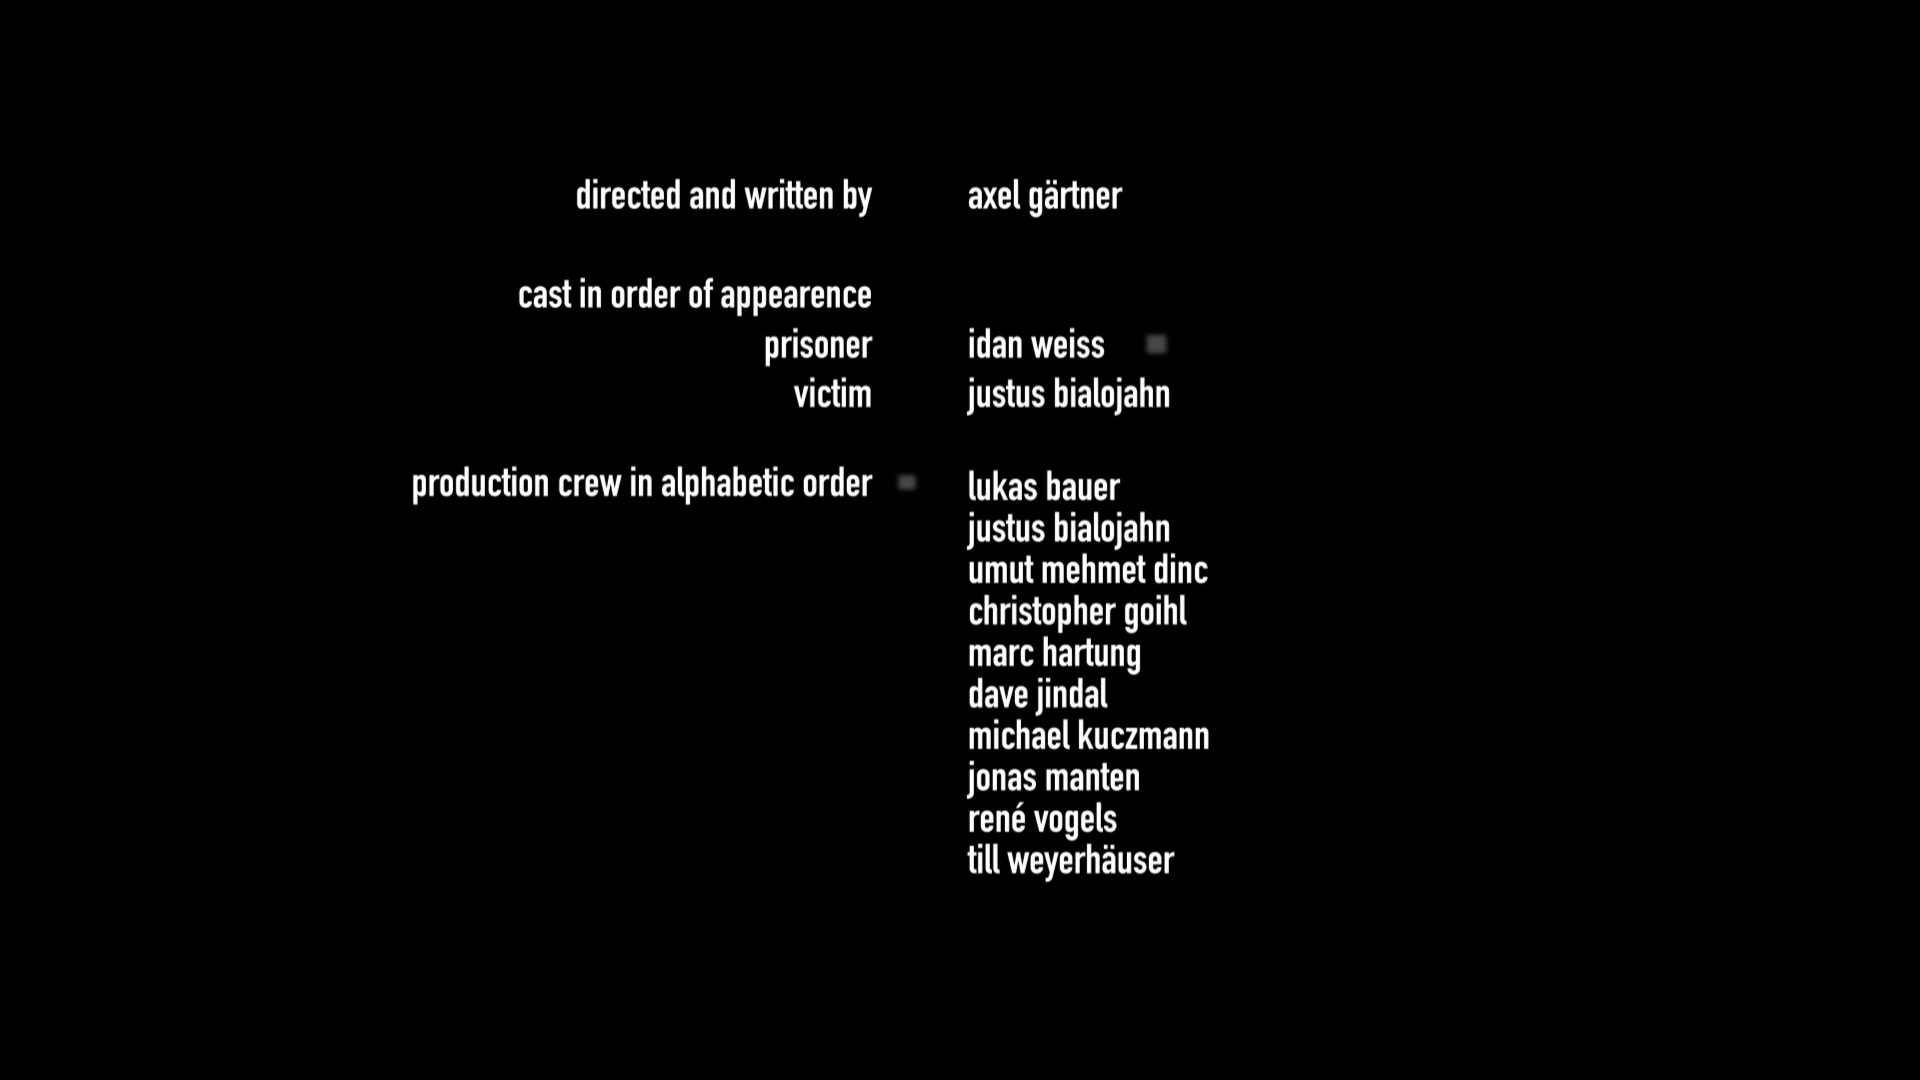 directed and written by axel gärtner
cast in order of appearence
prisoner idan weiss
victim justus bialojahn
production crew in alphabetic order lukas bauer
justus bialojahn
umut mehmet dinc
christopher goihl
marc hartung
dave jindal
michael kuczmann
jonas manten
rené vogels
till weyerhäuser